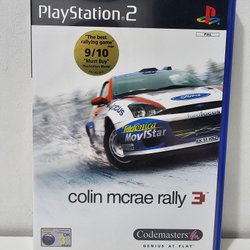 PlayStation 2
PAL
"The best
rallying game"
9/10
"Must Buy"
colin mcrae rally 3
Codemasters
GENIUS AT PLAY